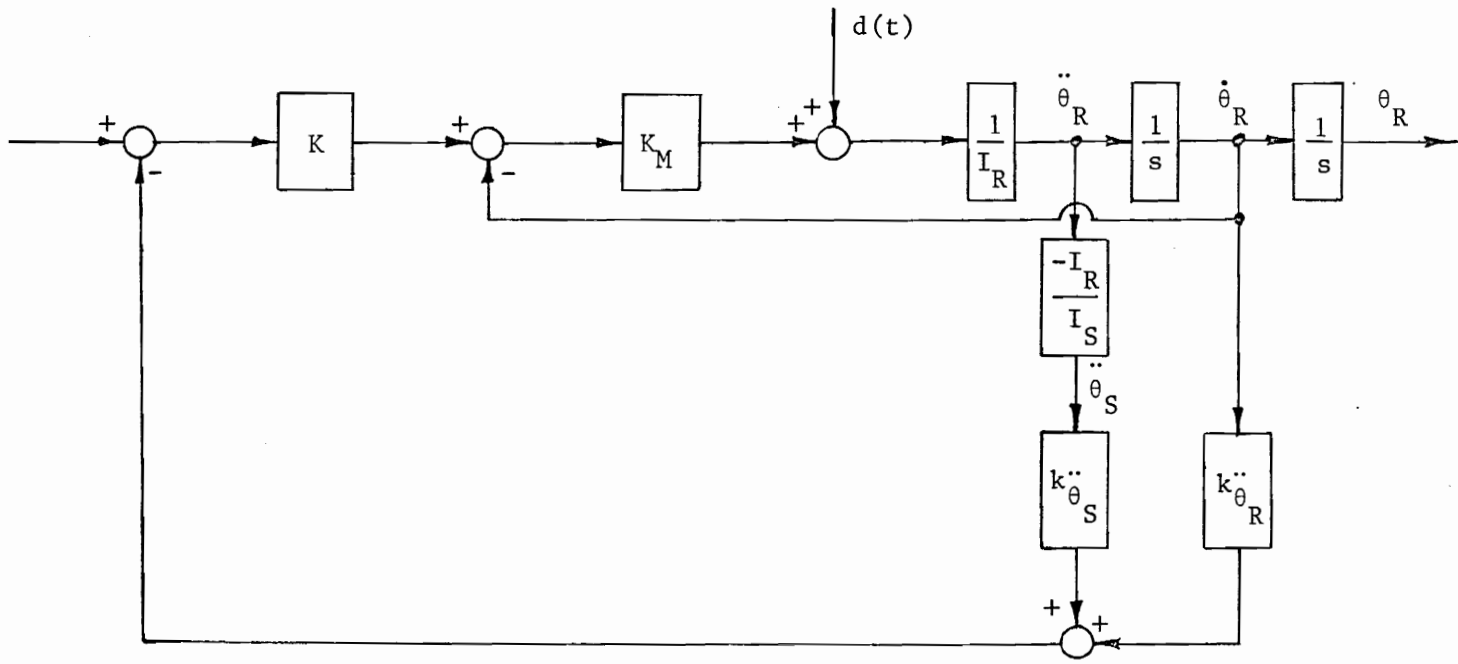 d(t)
+ K + K_M + + 1/I_R θ̈_R 1/s θ̇_R 1/s θ_R
- -
-I_R/I_S
θ̈_S
kθ̈_S kθ̈_R
+ +